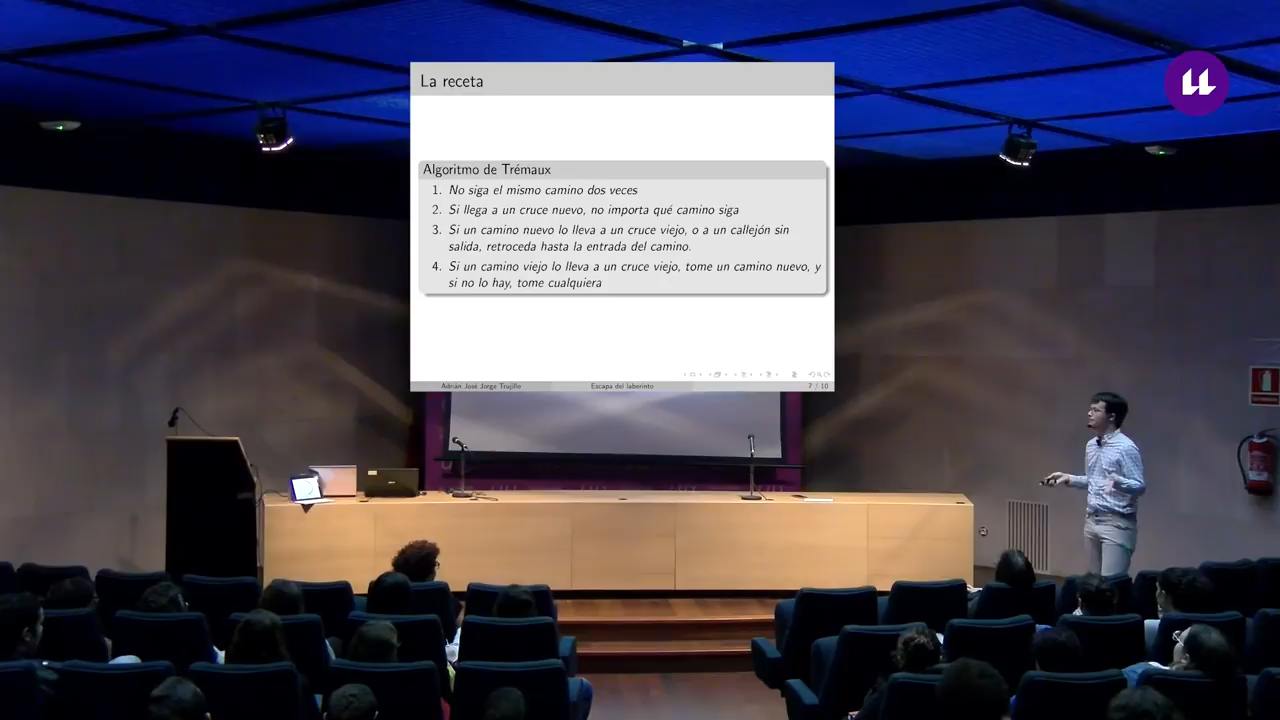 La receta
Algoritmo de Trémaux
1. No siga el mismo camino dos veces
2. Si llega a un cruce nuevo, no importa qué camino siga
3. Si un camino nuevo lo lleva a un cruce viejo, o a un callejón sin
salida, retroceda hasta la entrada del camino.
4. Si un camino viejo lo lleva a un cruce viejo, tome un camino nuevo, y
si no lo hay, tome cualquiera
Adrián José Jorge Trujillo
Escapa del laberinto
7 / 10